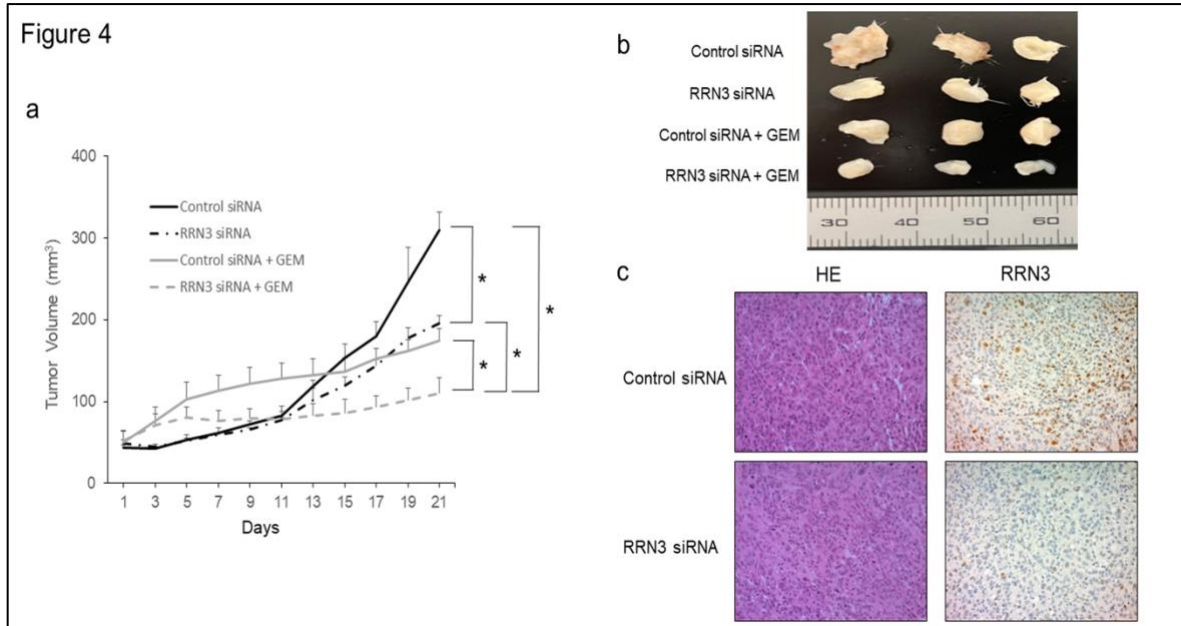 Figure 4
a
400
300
200
100
0
Tumor Volume (mm³)
Control siRNA
RRN3 siRNA
Control siRNA + GEM
RRN3 siRNA + GEM
*
*
*
*
1 3 5 7 9 11 13 15 17 19 21
Days
b
Control siRNA
RRN3 siRNA
Control siRNA + GEM
RRN3 siRNA + GEM
30 40 50 60
c
HE RRN3
Control siRNA
RRN3 siRNA